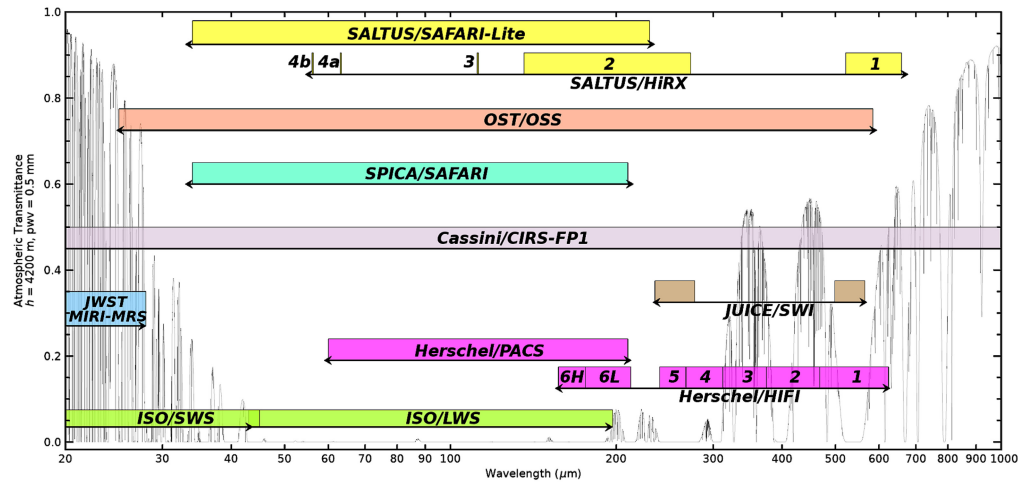 1.0
SALTUS/SAFARI-Lite
4b 4a 3 2 1
SALTUS/HiRX
0.8
OST/OSS
0.6
SPICA/SAFARI
Cassini/CIRS-FP1
0.4
JWST
MIRI-MRS
JUICE/SWI
0.2
Herschel/PACS
6H 6L 5 4 3 2 1
Herschel/HIFI
ISO/SWS ISO/LWS
0.0
20 30 40 50 60 70 80 90 100 200 300 400 500 600 700 800 900 1000
Wavelength (μm)
Atmospheric Transmittance
h = 4200 m, pwv = 0.5 mm